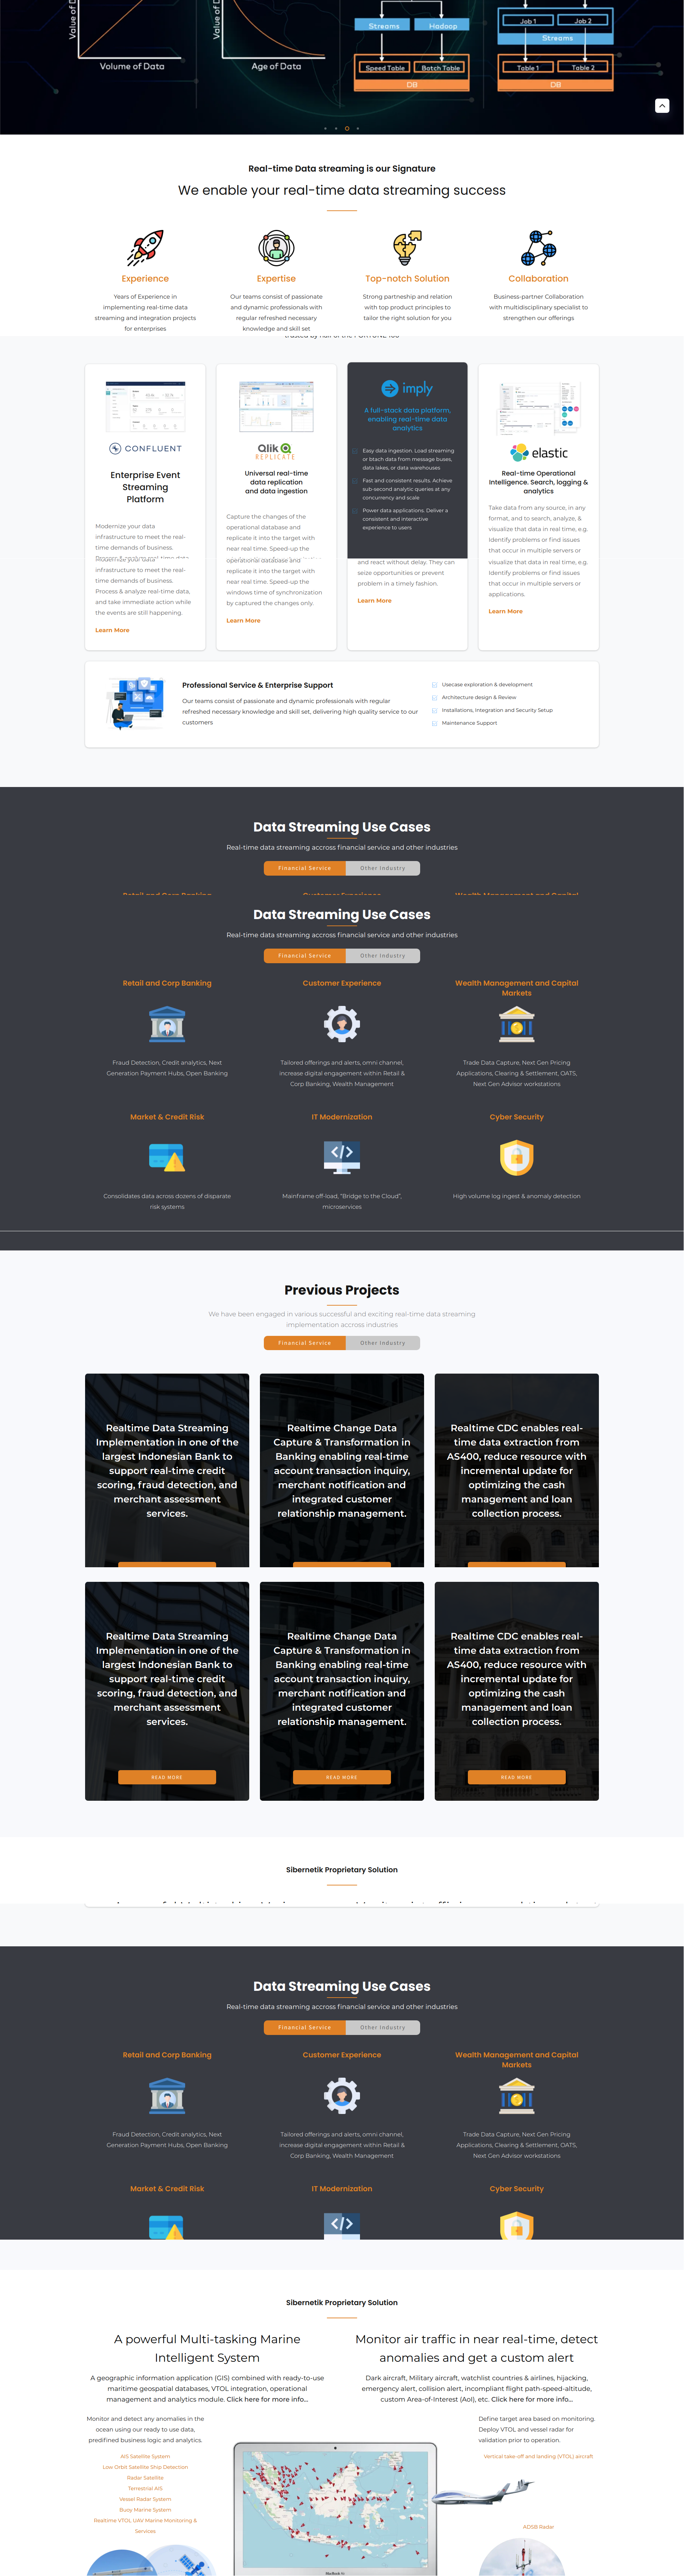 Value of Data
Volume of Data
Value of D
Age of Data
Streams
Hadoop
Speed Table
Batch Table
DB
Job 1
Job 2
Streams
Table 1
Table 2
DB
Real-time Data streaming is our Signature
We enable your real-time data streaming success
Experience
Years of Experience in
implementing real-time data
streaming and integration projects
for enterprises
Expertise
Our teams consist of passionate
and dynamic professionals with
regular refreshed necessary
knowledge and skill set
Top-notch Solution
Strong partneship and relation
with top product principles to
tailor the right solution for you
Collaboration
Business-partner Collaboration
with multidisciplinary specialist to
strengthen our offerings
CONFLUENT
Enterprise Event
Streaming
Platform
Modernize your data
infrastructure to meet the real-
time demands of business.
infrastructure to meet the real-
time demands of business.
Process & analyze real-time data,
and take immediate action while
the events are still happening.
Learn More
Qlik
REPLICATE
Universal real-time
data replication
and data ingestion
Capture the changes of the
operational database and
replicate it into the target with
near real time. Speed-up the
operational database and
replicate it into the target with
near real time. Speed-up the
windows time of synchronization
by captured the changes only.
Learn More
imply
A full-stack data platform,
enabling real-time data
analytics
Easy data ingestion. Load streaming
or btach data from message buses,
data lakes, or data warehouses
Fast and consistent results. Achieve
sub-second analytic queries at any
concurrency and scale
Power data applications. Deliver a
consistent and interactive
experience to users
and react without delay. They can
seize opportunities or prevent
problem in a timely fashion.
Learn More
elastic
Real-time Operational
Intelligence. Search, logging &
analytics
Take data from any source, in any
format, and to search, analyze, &
visualize that data in real time, e.g.
Identify problems or find issues
that occur in multiple servers or
visualize that data in real time, e.g.
Identify problems or find issues
that occur in multiple servers or
applications.
Learn More
Professional Service & Enterprise Support
Our teams consist of passionate and dynamic professionals with regular
refreshed necessary knowledge and skill set, delivering high quality service to our
customers
Usecase exploration & development
Architecture design & Review
Installations, Integration and Security Setup
Maintenance Support
Data Streaming Use Cases
Real-time data streaming accross financial service and other industries
Financial Service
Other Industry
Data Streaming Use Cases
Real-time data streaming accross financial service and other industries
Financial Service
Other Industry
Retail and Corp Banking
Fraud Detection, Credit analytics, Next
Generation Payment Hubs, Open Banking
Customer Experience
Tailored offerings and alerts, omni channel,
increase digital engagement within Retail &
Corp Banking, Wealth Management
Wealth Management and Capital
Markets
Trade Data Capture, Next Gen Pricing
Applications, Clearing & Settlement, OATS,
Next Gen Advisor workstations
Market & Credit Risk
Consolidates data across dozens of disparate
risk systems
IT Modernization
Mainframe off-load, "Bridge to the Cloud",
microservices
Cyber Security
High volume log ingest & anomaly detection
Previous Projects
We have been engaged in various successful and exciting real-time data streaming
implementation accross industries
Financial Service
Other Industry
Realtime Data Streaming
Implementation in one of the
largest Indonesian Bank to
support real-time credit
scoring, fraud detection, and
merchant assessment
services.
Realtime Change Data
Capture & Transformation in
Banking enabling real-time
account transaction inquiry,
merchant notification and
integrated customer
relationship management.
Realtime CDC enables real-
time data extraction from
AS400, reduce resource with
incremental update for
optimizing the cash
management and loan
collection process.
Realtime Data Streaming
Implementation in one of the
largest Indonesian Bank to
support real-time credit
scoring, fraud detection, and
merchant assessment
services.
READ MORE
Realtime Change Data
Capture & Transformation in
Banking enabling real-time
account transaction inquiry,
merchant notification and
integrated customer
relationship management.
READ MORE
Realtime CDC enables real-
time data extraction from
AS400, reduce resource with
incremental update for
optimizing the cash
management and loan
collection process.
READ MORE
Sibernetik Proprietary Solution
Data Streaming Use Cases
Real-time data streaming accross financial service and other industries
Financial Service
Other Industry
Retail and Corp Banking
Fraud Detection, Credit analytics, Next
Generation Payment Hubs, Open Banking
Customer Experience
Tailored offerings and alerts, omni channel,
increase digital engagement within Retail &
Corp Banking, Wealth Management
Wealth Management and Capital
Markets
Trade Data Capture, Next Gen Pricing
Applications, Clearing & Settlement, OATS,
Next Gen Advisor workstations
Market & Credit Risk
IT Modernization
Cyber Security
Sibernetik Proprietary Solution
A powerful Multi-tasking Marine
Intelligent System
A geographic information application (GIS) combined with ready-to-use
maritime geospatial databases, VTOL integration, operational
management and analytics module. Click here for more info...
Monitor air traffic in near real-time, detect
anomalies and get a custom alert
Dark aircraft, Military aircraft, watchlist countries & airlines, hijacking,
emergency alert, collision alert, incompliant flight path-speed-altitude,
custom Area-of-Interest (AoI), etc. Click here for more info...
Monitor and detect any anomalies in the
ocean using our ready to use data,
predifined business logic and analytics.
AIS Satellite System
Low Orbit Satellite Ship Detection
Radar Satellite
Terrestrial AIS
Vessel Radar System
Buoy Marine System
Realtime VTOL UAV Marine Monitoring &
Services
Define target area based on monitoring.
Deploy VTOL and vessel radar for
validation prior to operation.
Vertical take-off and landing (VTOL) aircraft
ADSB Radar